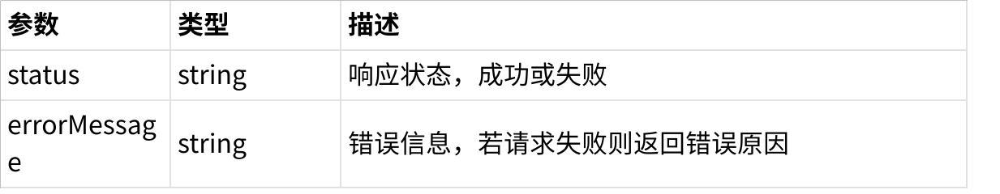 参数 类型 描述
status string 响应状态，成功或失败
errorMessag
e string 错误信息，若请求失败则返回错误原因